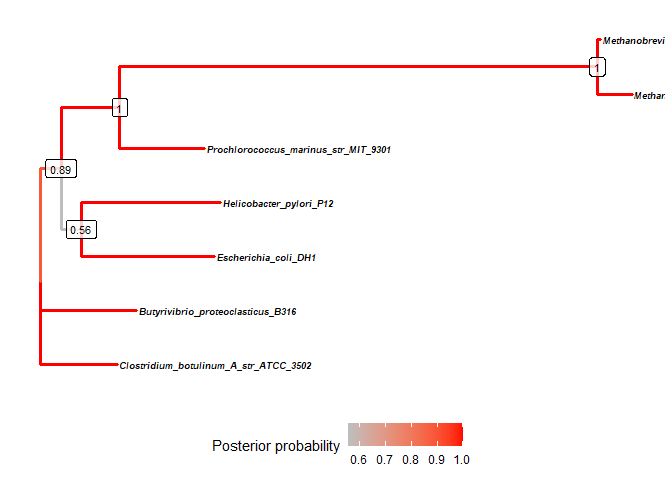 Methanobrevi
1
Methan
1
Prochlorococcus_marinus_str_MIT_9301
0.89
Helicobacter_pylori_P12
0.56
Escherichia_coli_DH1
Butyrivibrio_proteoclasticus_B316
Clostridium_botulinum_A_str_ATCC_3502
Posterior probability
0.6 0.7 0.8 0.9 1.0